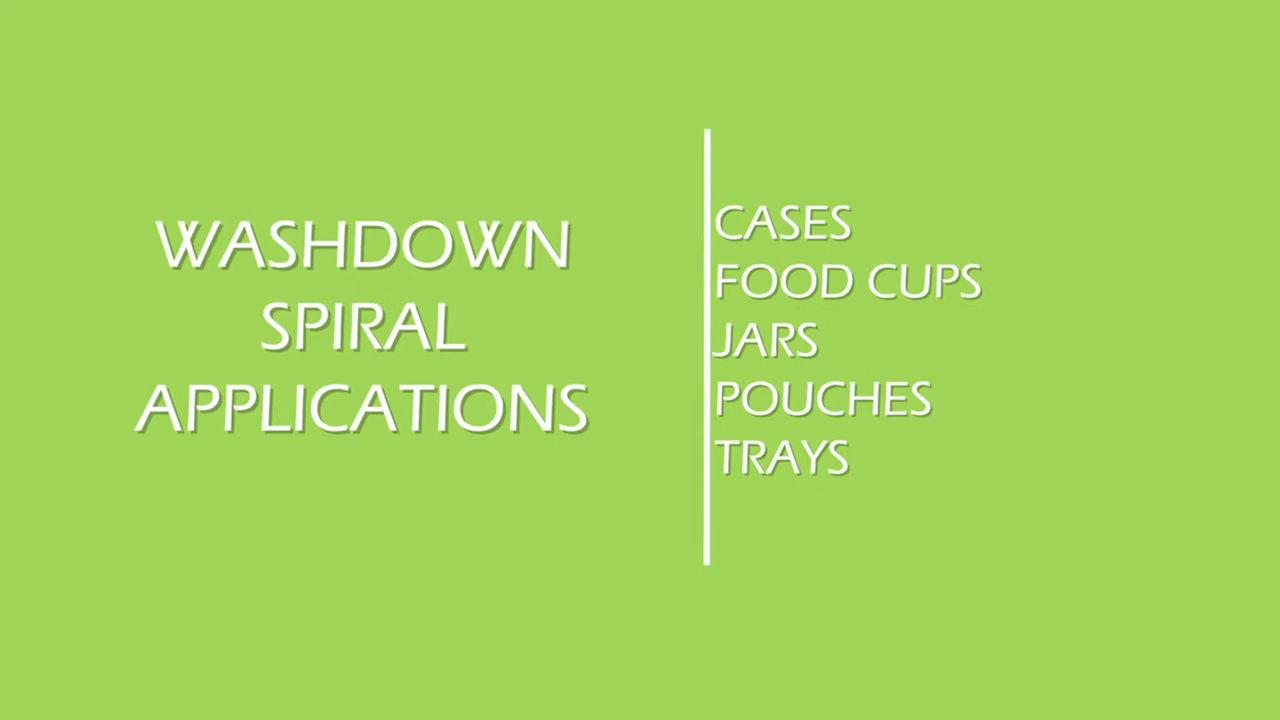 WASHDOWN
SPIRAL
APPLICATIONS
CASES
FOOD CUPS
JARS
POUCHES
TRAYS